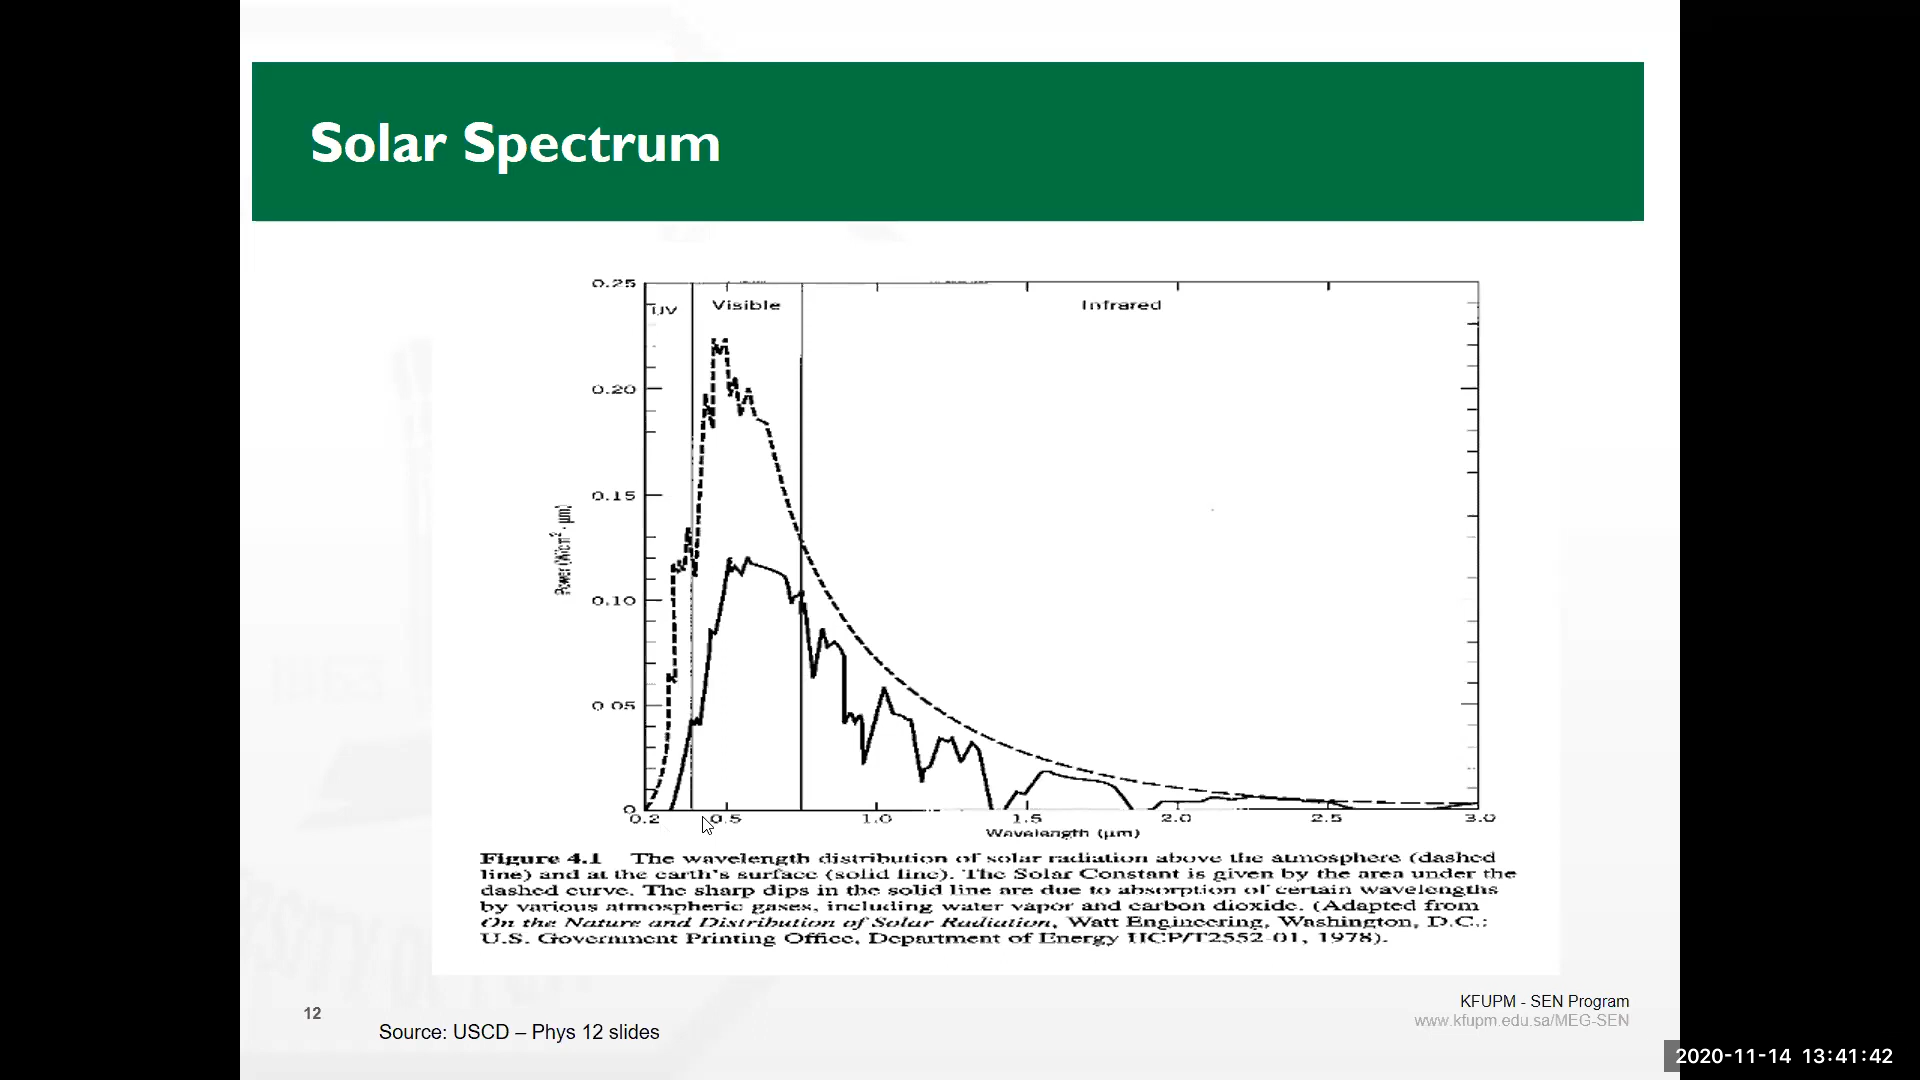 Solar Spectrum
0.25
UV
Visible
Infrared
0.20
0.15
Power (W/cm² · μm)
0.10
0.05
0
0.2
0.5
1.0
1.5
2.0
2.5
3.0
Wavelength (μm)
Figure 4.1 The wavelength distribution of solar radiation above the atmosphere (dashed
line) and at the earth's surface (solid line). The Solar Constant is given by the area under the
dashed curve. The sharp dips in the solid line are due to absorption of certain wavelengths
by various atmospheric gases, including water vapor and carbon dioxide. (Adapted from
On the Nature and Distribution of Solar Radiation, Watt Engineering, Washington, D.C.:
U.S. Government Printing Office, Department of Energy HCP/T2552-01, 1978).
12
Source: USCD – Phys 12 slides
KFUPM - SEN Program
www.kfupm.edu.sa/MEG-SEN
2020-11-14 13:41:42